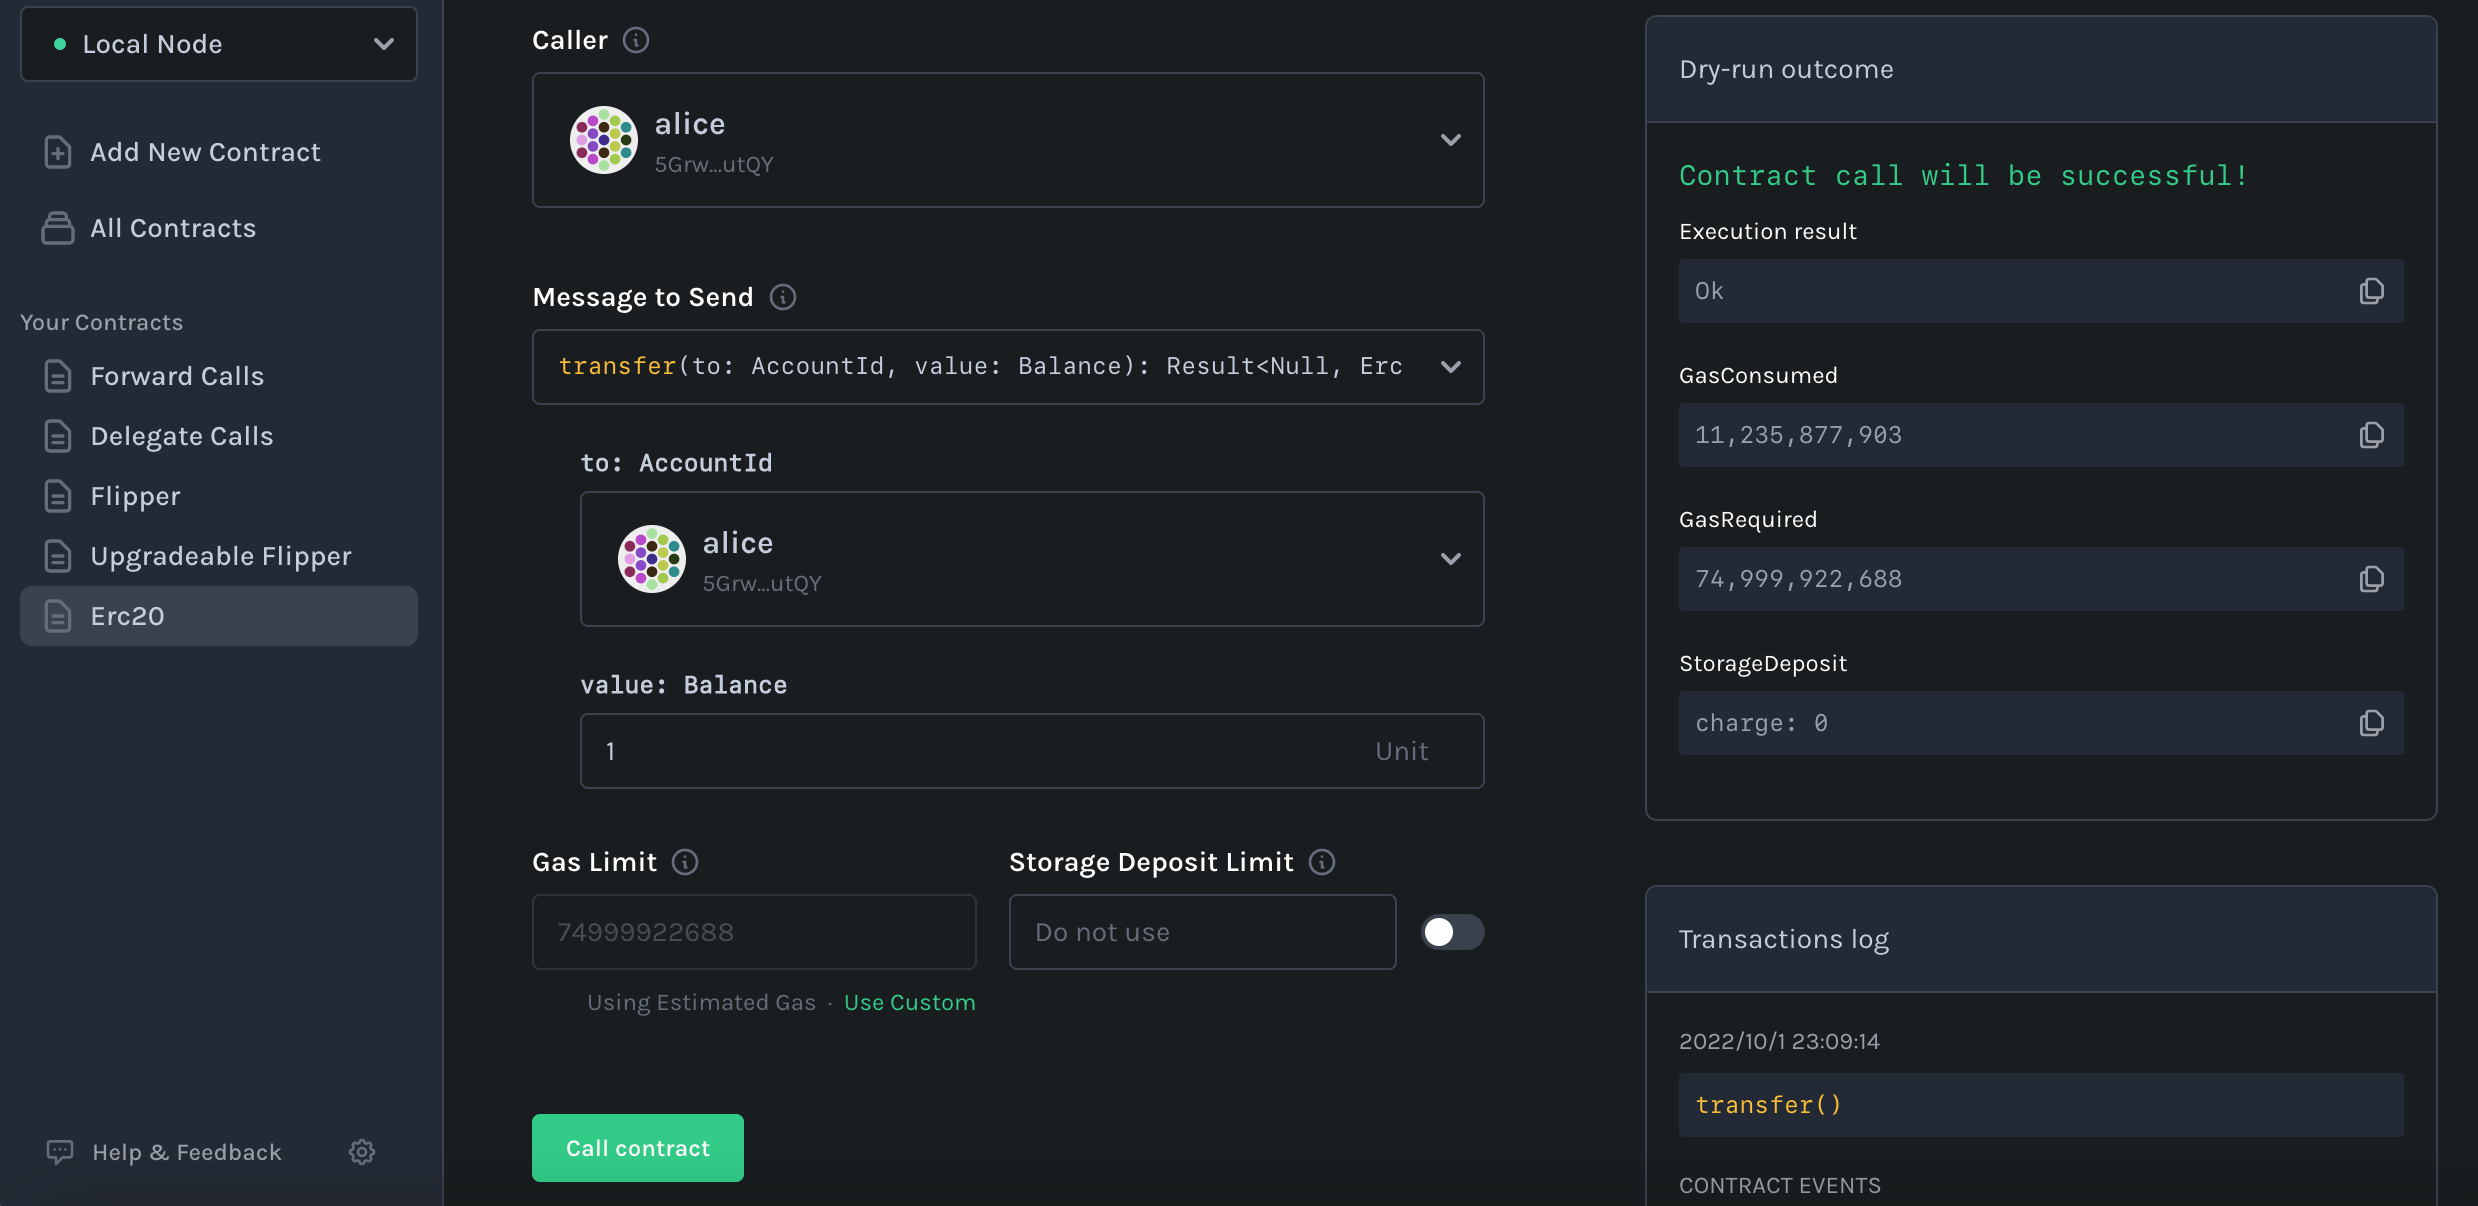 Local Node
Add New Contract
All Contracts
Your Contracts
Forward Calls
Delegate Calls
Flipper
Upgradeable Flipper
Erc20
Help & Feedback
Caller
alice
5Grw...utQY
Message to Send
transfer(to: AccountId, value: Balance): Result<Null, Erc
to: AccountId
alice
5Grw...utQY
value: Balance
1 Unit
Gas Limit
74999922688
Using Estimated Gas · Use Custom
Storage Deposit Limit
Do not use
Call contract
Dry-run outcome
Contract call will be successful!
Execution result
Ok
GasConsumed
11,235,877,903
GasRequired
74,999,922,688
StorageDeposit
charge: 0
Transactions log
2022/10/1 23:09:14
transfer()
CONTRACT EVENTS